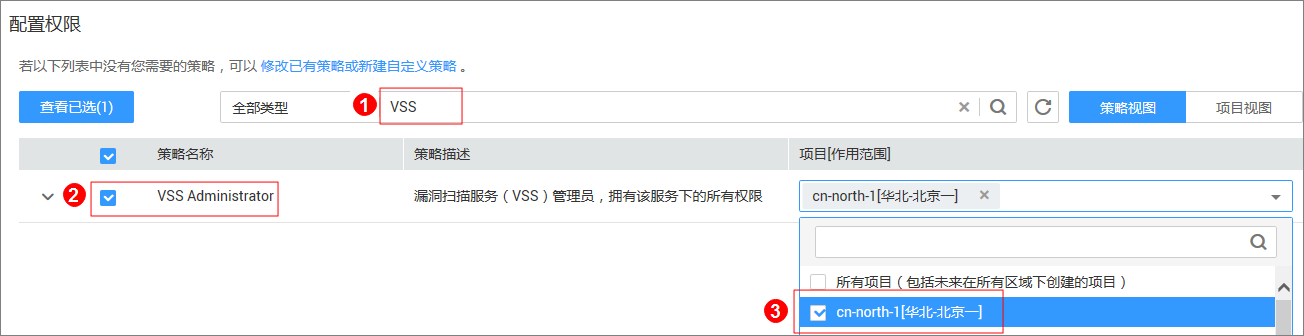 配置权限
若以下列表中没有您需要的策略，可以 修改已有策略或新建自定义策略 。
查看已选(1) 全部类型 1 VSS 策略视图 项目视图
策略名称 策略描述 项目[作用范围]
2 VSS Administrator 漏洞扫描服务（VSS）管理员，拥有该服务下的所有权限 cn-north-1[华北-北京一]
所有项目（包括未来在所有区域下创建的项目）
3 cn-north-1[华北-北京一]